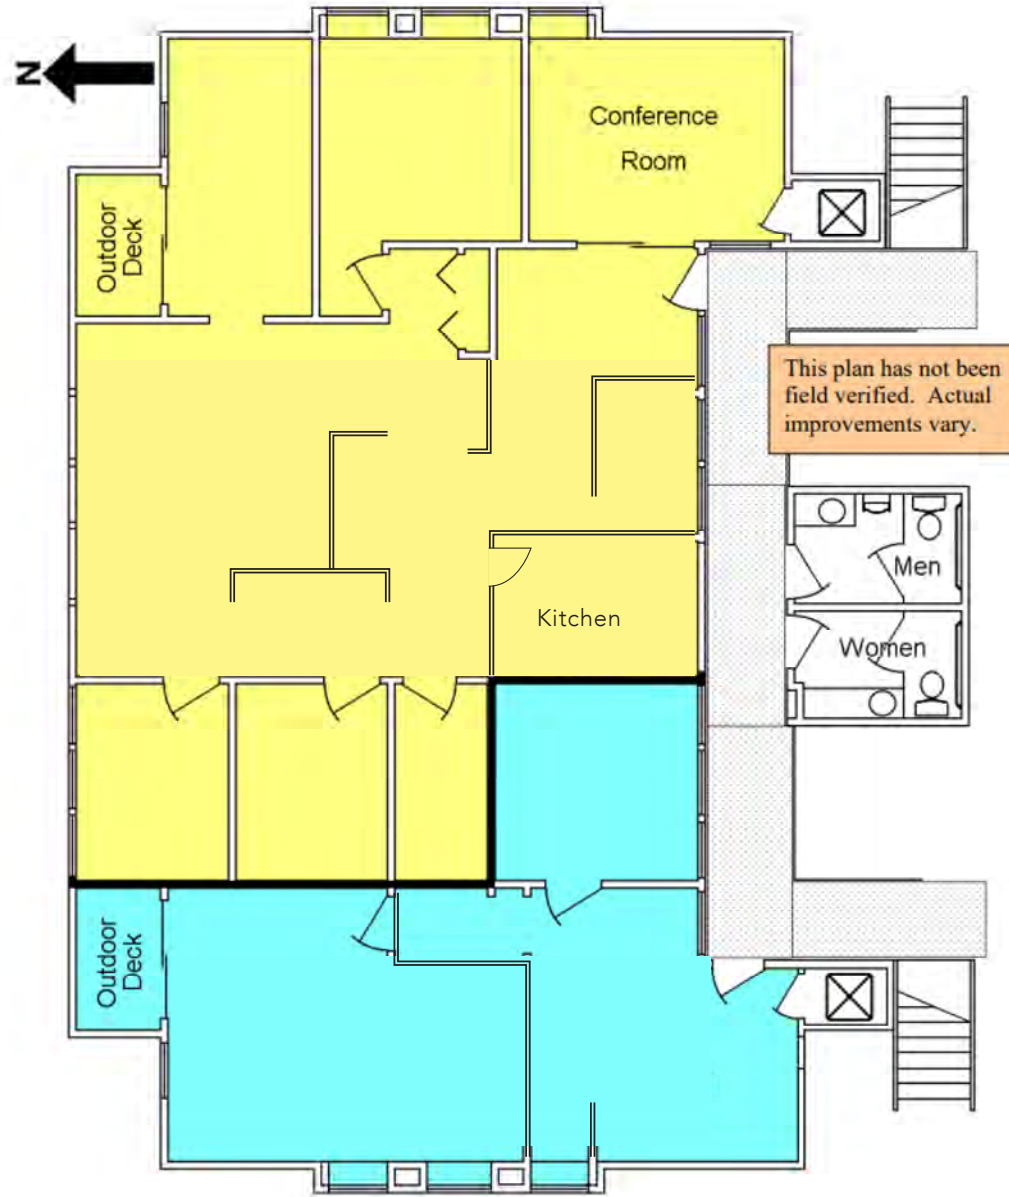 N
Conference
Room
Outdoor
Deck
This plan has not been
field verified.  Actual
improvements vary.
Men
Kitchen
Women
Outdoor
Deck